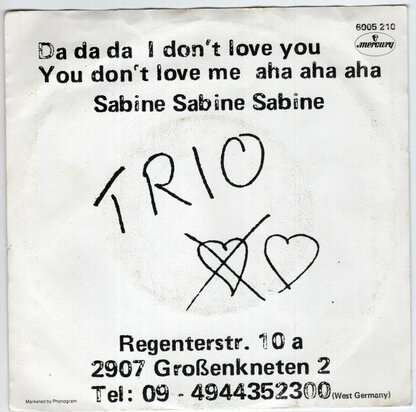 6005 210
mercury
Da da da I don't love you
You don't love me aha aha aha
Sabine Sabine Sabine
TRIO
Regenterstr. 10 a
2907 Großenkneten 2
Tel: 09 - 4944352300 (West Germany)
Marketed by Phonogram